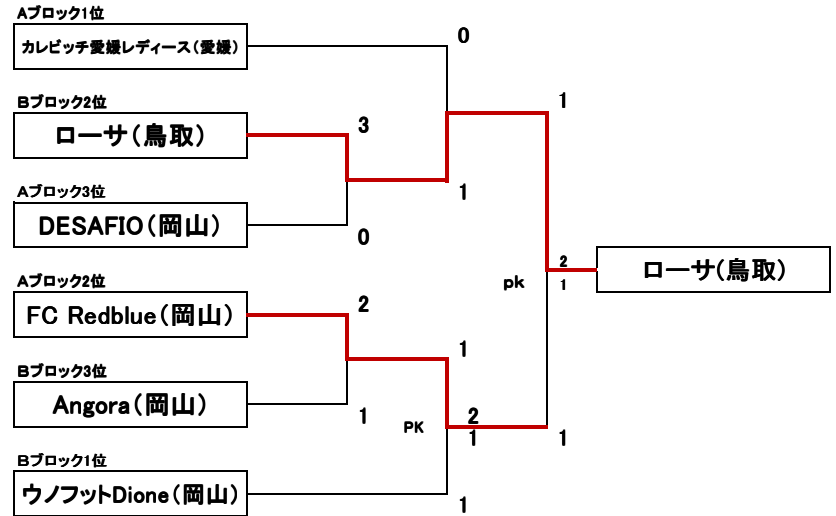 Aブロック1位
カレビッチ愛媛レディース(愛媛)
0
Bブロック2位
1
ローサ(鳥取)
3
Aブロック3位
1
DESAFIO(岡山)
0
2
ローサ(鳥取)
pk
1
Aブロック2位
FC Redblue(岡山)
2
1
Bブロック3位
Angora(岡山)
1
PK
2
1
1
Bブロック1位
ウノフットDione(岡山)
1